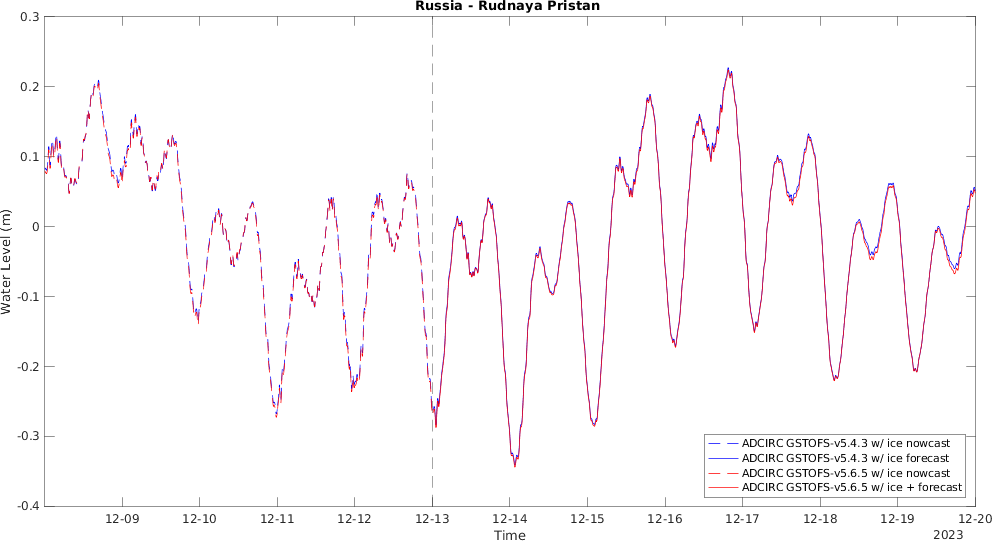 Russia - Rudnaya Pristan
0.3
0.2
0.1
0
-0.1
-0.2
-0.3
-0.4
Water Level (m)
ADCIRC GSTOFS-v5.4.3 w/ ice nowcast
ADCIRC GSTOFS-v5.4.3 w/ ice forecast
ADCIRC GSTOFS-v5.6.5 w/ ice nowcast
ADCIRC GSTOFS-v5.6.5 w/ ice + forecast
12-09 12-10 12-11 12-12 12-13 12-14 12-15 12-16 12-17 12-18 12-19 12-20
Time
2023